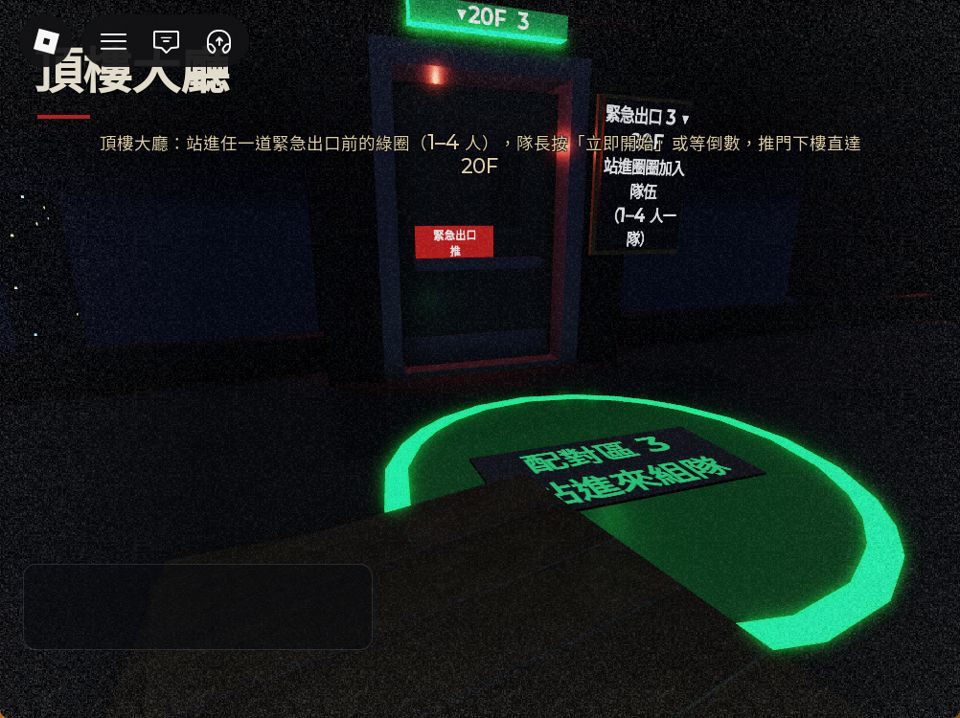 ▼20F 3
頂樓大廳
頂樓大廳：站進任一道緊急出口前的綠圈（1–4 人），隊長按「立即開始」或等倒數，推門下樓直達
20F
緊急出口 3 ▼
20F
站進圈圈加入
隊伍
（1–4 人一
隊）
緊急出口
推
配對區 3
站進來組隊